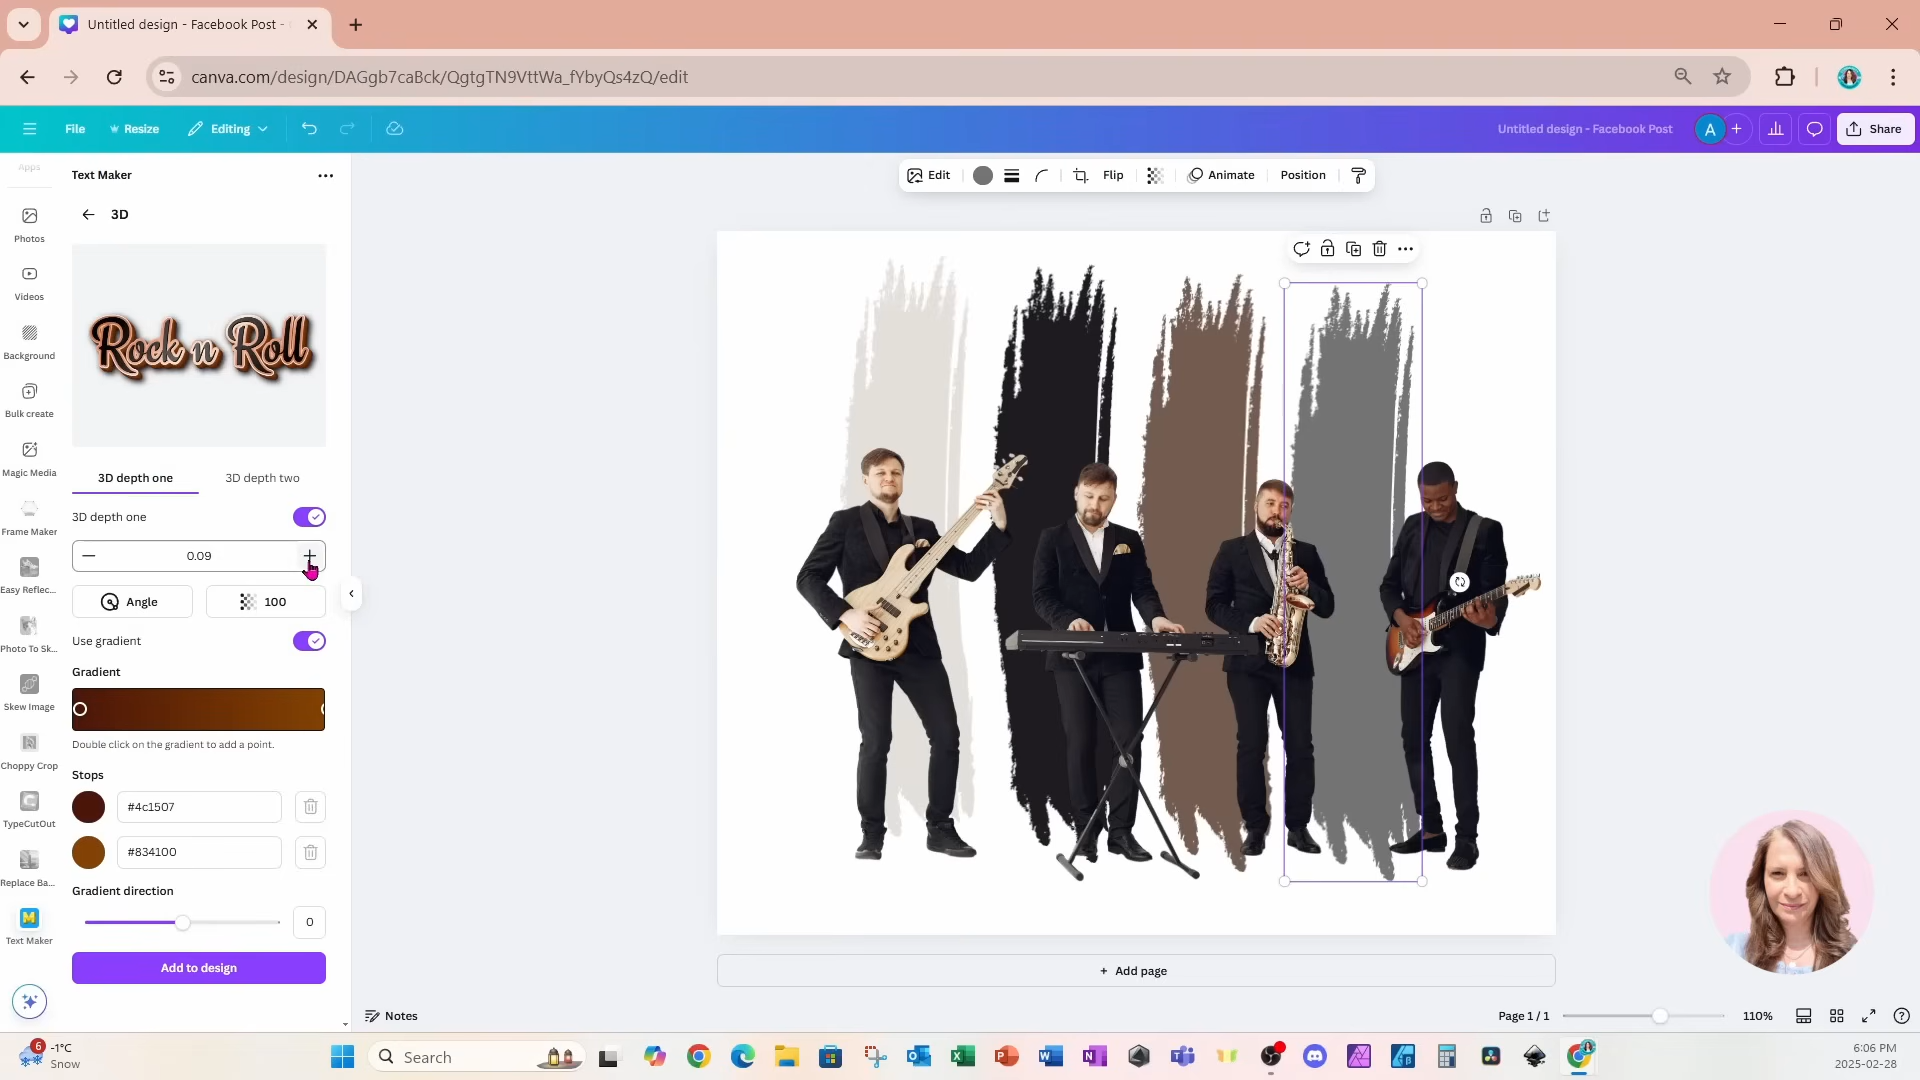 Untitled design - Facebook Post -
canva.com/design/DAGgb7caBck/QgtgTN9VttWa_fYbyQs4zQ/edit
File
Resize
Editing
Untitled design - Facebook Post
A
Share
Apps
Photos
Videos
Background
Bulk create
Magic Media
Frame Maker
Easy Reflec...
Photo To Sk...
Skew Image
Choppy Crop
TypeCutOut
Replace Ba...
Text Maker
Text Maker
3D
Rock n Roll
3D depth one
3D depth two
3D depth one
0.09
Angle
100
Use gradient
Gradient
Double click on the gradient to add a point.
Stops
#4c1507
#834100
Gradient direction
0
Add to design
Edit
Flip
Animate
Position
+ Add page
Notes
Page 1 / 1
110%
6
-1°C
Snow
Search
6:06 PM
2025-02-28